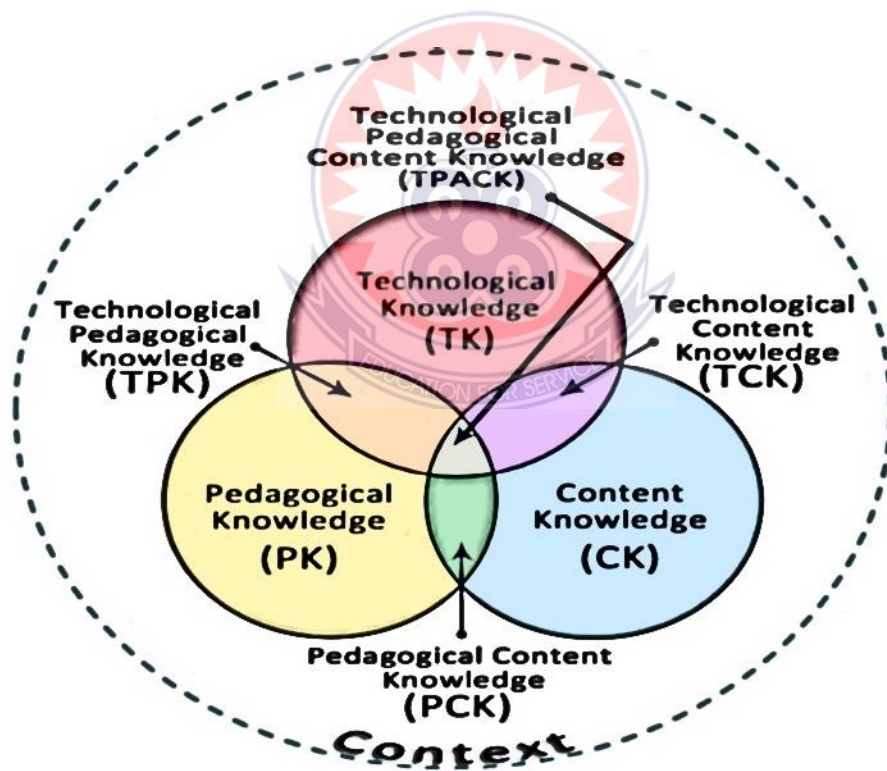 Technological
Pedagogical
Content Knowledge
(TPACK)
Technological
Knowledge
(TK)
Technological
Pedagogical
Knowledge
(TPK)
Technological
Content
Knowledge
(TCK)
EDUCATION FOR SERVICE
Pedagogical
Knowledge
(PK)
Content
Knowledge
(CK)
Pedagogical Content
Knowledge
(PCK)
Context